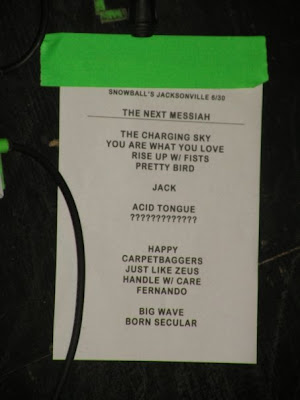 SNOWBALL'S JACKSONVILLE 6/30
THE NEXT MESSIAH
THE CHARGING SKY
YOU ARE WHAT YOU LOVE
RISE UP W/ FISTS
PRETTY BIRD
JACK
ACID TONGUE
?????????????
HAPPY
CARPETBAGGERS
JUST LIKE ZEUS
HANDLE W/ CARE
FERNANDO
BIG WAVE
BORN SECULAR